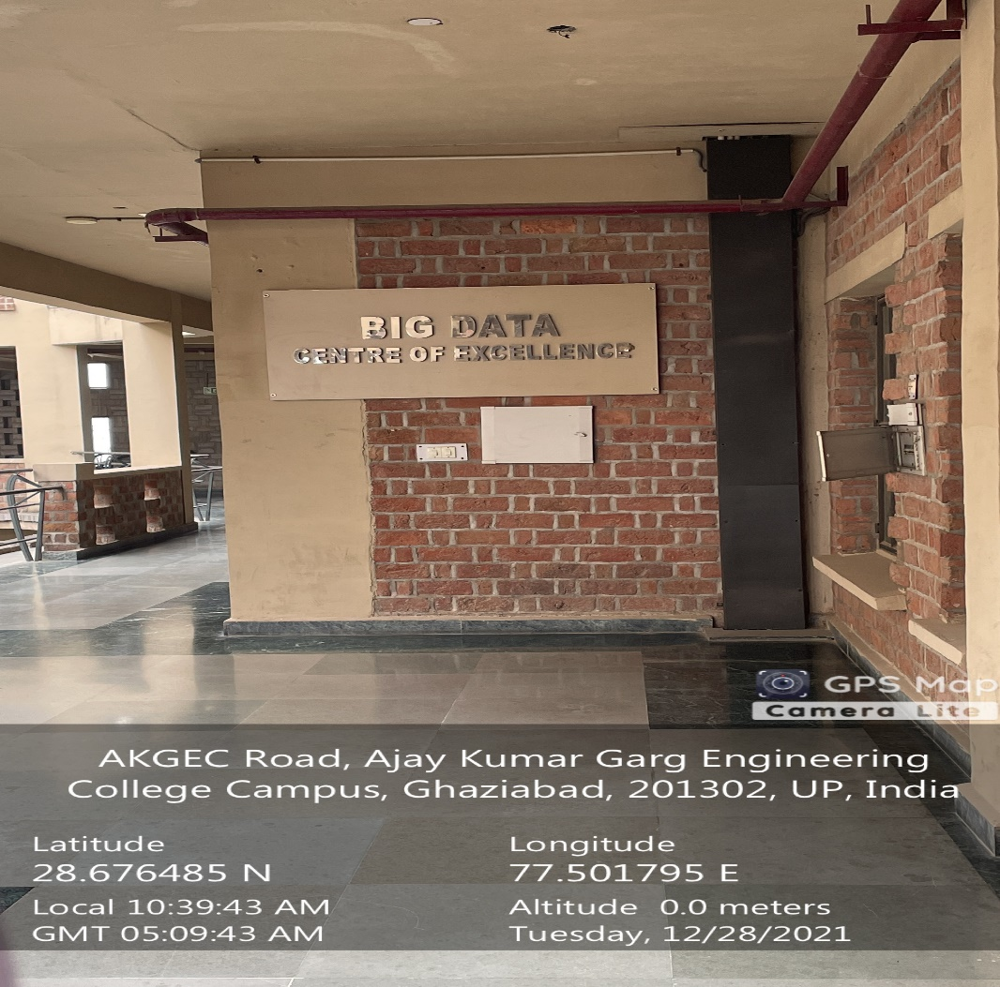 BIG DATA
CENTRE OF EXCELLENCE
GPS Map
Camera Lite
AKGEC Road, Ajay Kumar Garg Engineering
College Campus, Ghaziabad, 201302, UP, India
Latitude
28.676485 N
Longitude
77.501795 E
Local 10:39:43 AM
GMT 05:09:43 AM
Altitude 0.0 meters
Tuesday, 12/28/2021